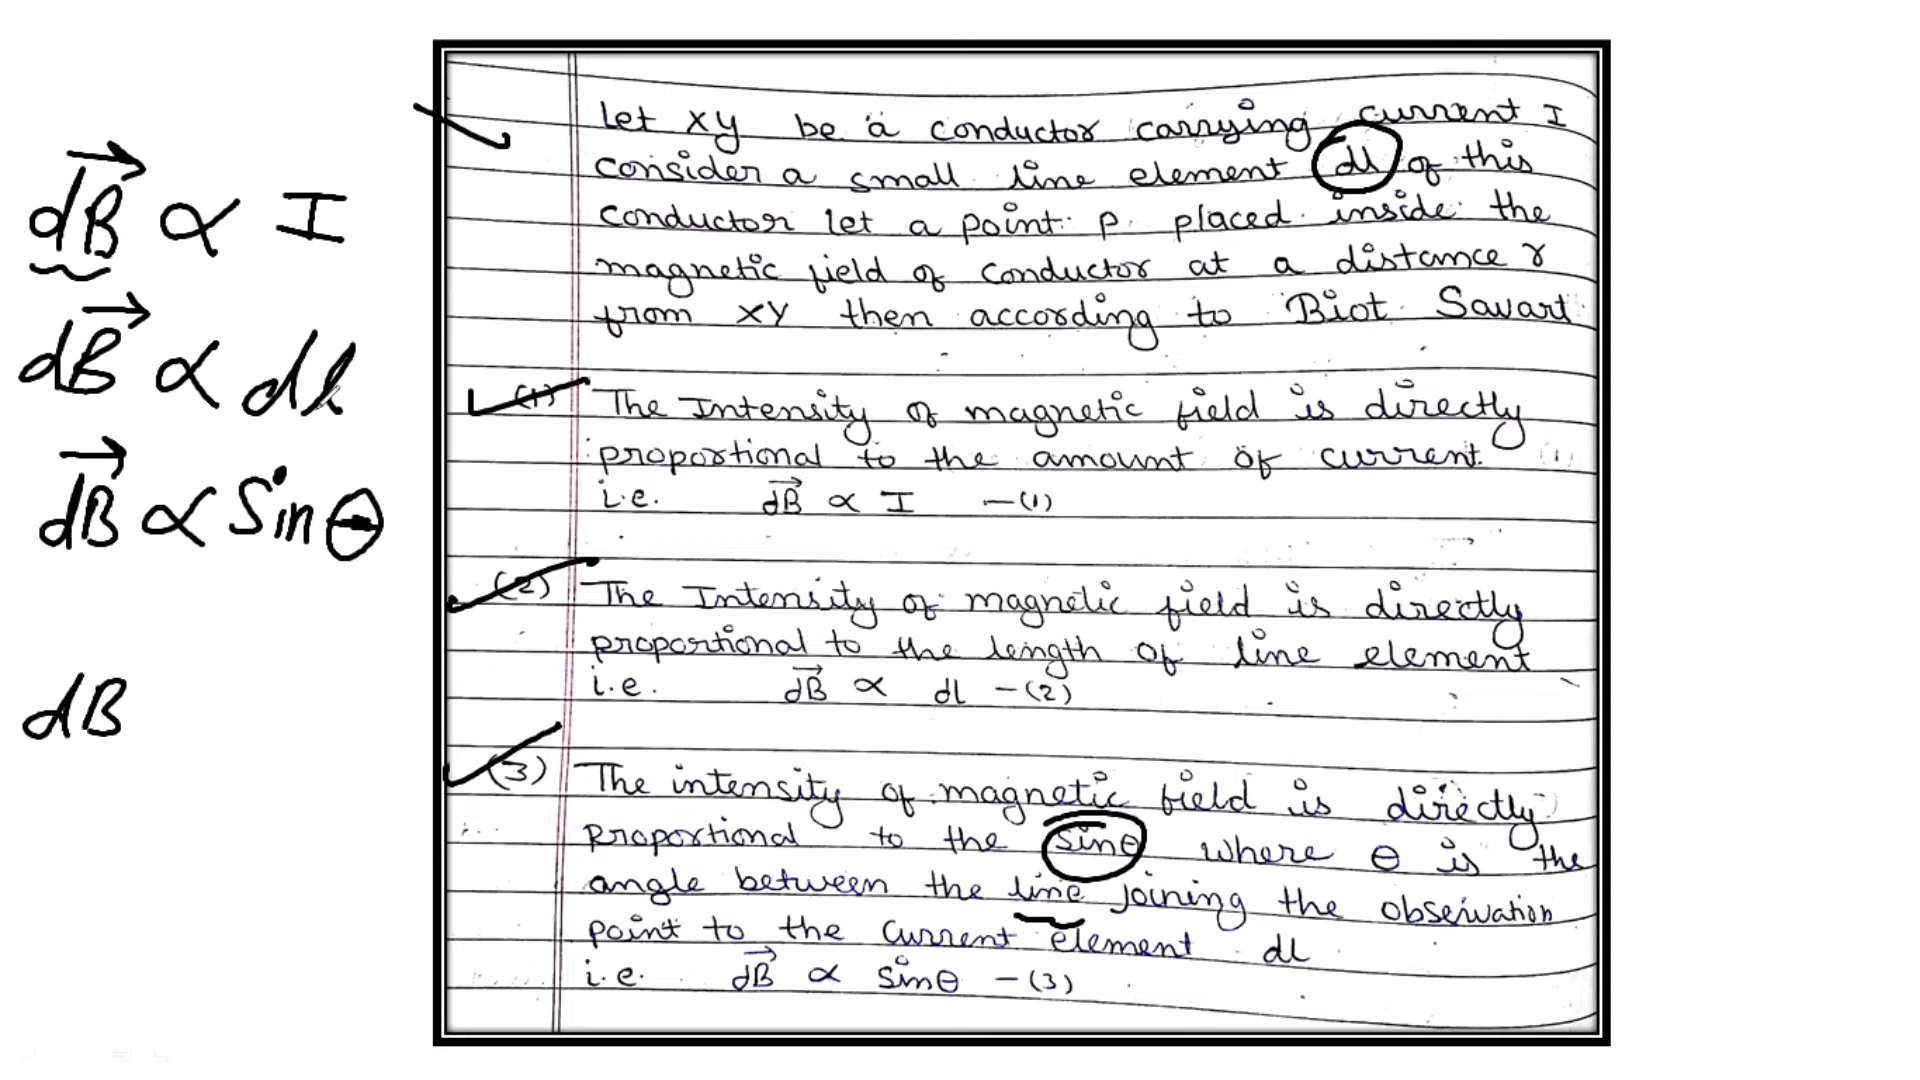 dB ∝ I
dB ∝ dl
dB ∝ Sinθ
dB
Let XY be a conductor carrying current I
consider a small line element dl of this
conductor let a point P placed inside the
magnetic field of conductor at a distance r
from XY then according to Biot Savart
(1) The Intensity of magnetic field is directly
proportional to the amount of current.
i.e. dB ∝ I —(1)
(2) The Intensity of magnetic field is directly
proportional to the length of line element
i.e. dB ∝ dl —(2)
(3) The intensity of magnetic field is directly
proportional to the sinθ where θ is the
angle between the line joining the observation
point to the current element dl
i.e. dB ∝ sinθ —(3)